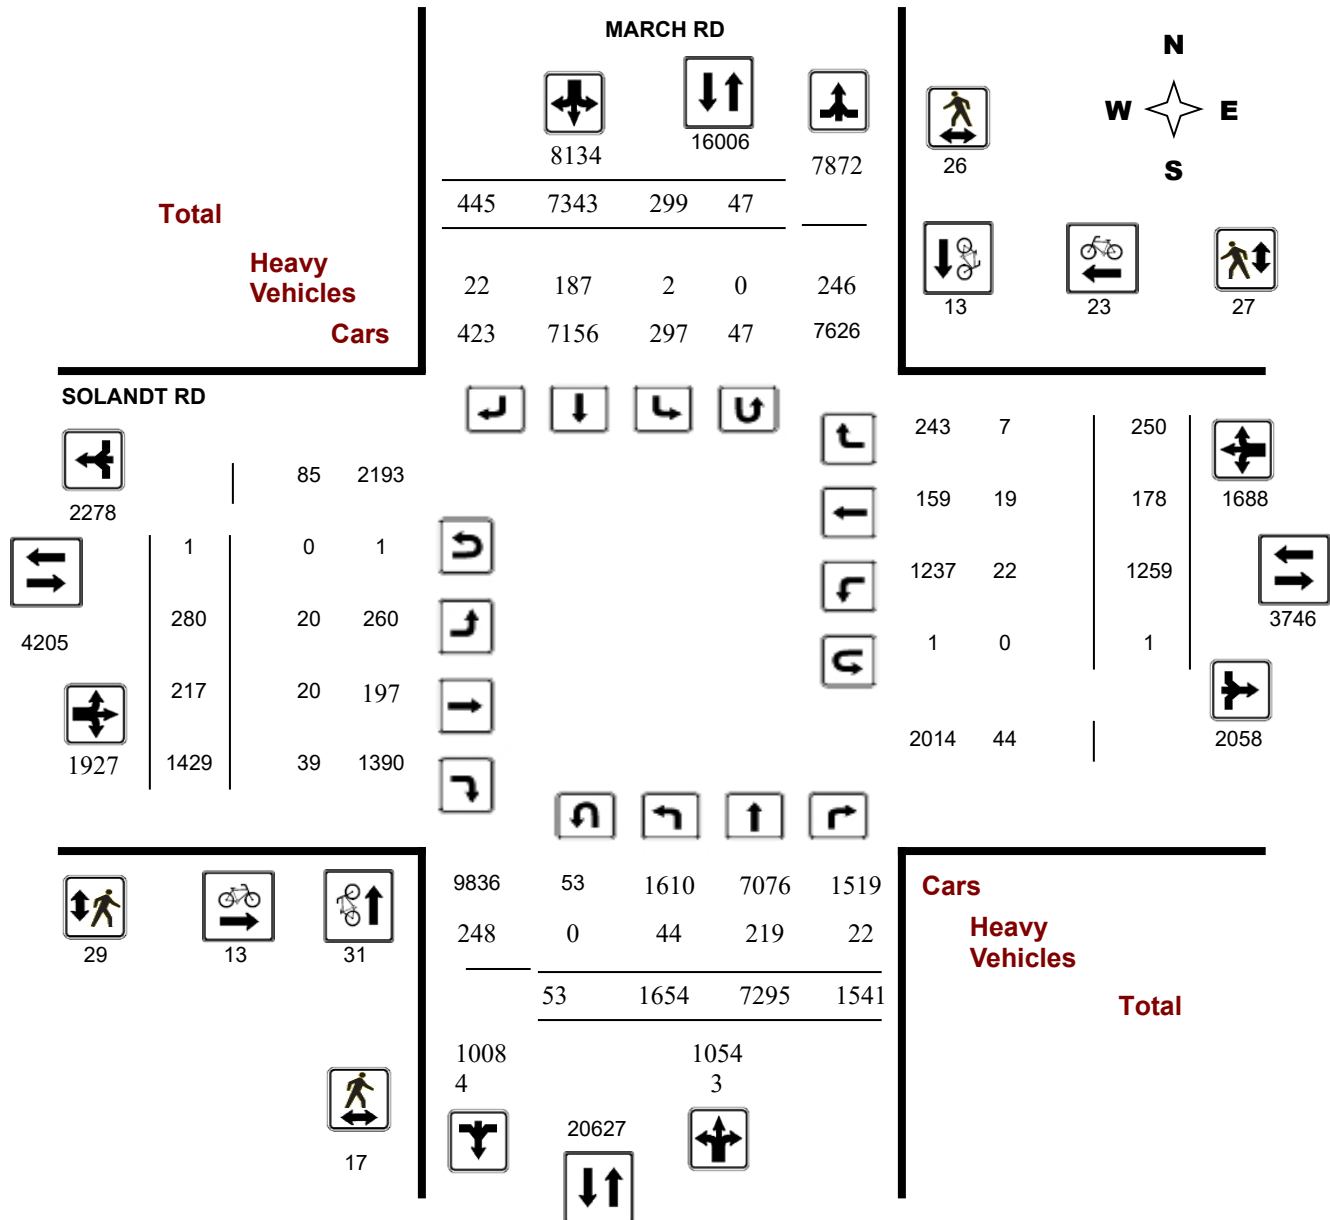 MARCH RD
N
W E
S
8134
16006
7872
26
445 7343 299 47
Total
Heavy
Vehicles
22 187 2 0 246
13 23 27
Cars
423 7156 297 47 7626
SOLANDT RD
243 7 250
85 2193
2278
159 19 178 1688
1 0 1
1237 22 1259
280 20 260
3746
4205
1 0 1
217 20 197
2014 44 2058
1927 1429 39 1390
9836 53 1610 7076 1519
Cars
248 0 44 219 22
Heavy
Vehicles
29 13 31
53 1654 7295 1541
Total
1008
4
1054
3
20627
17